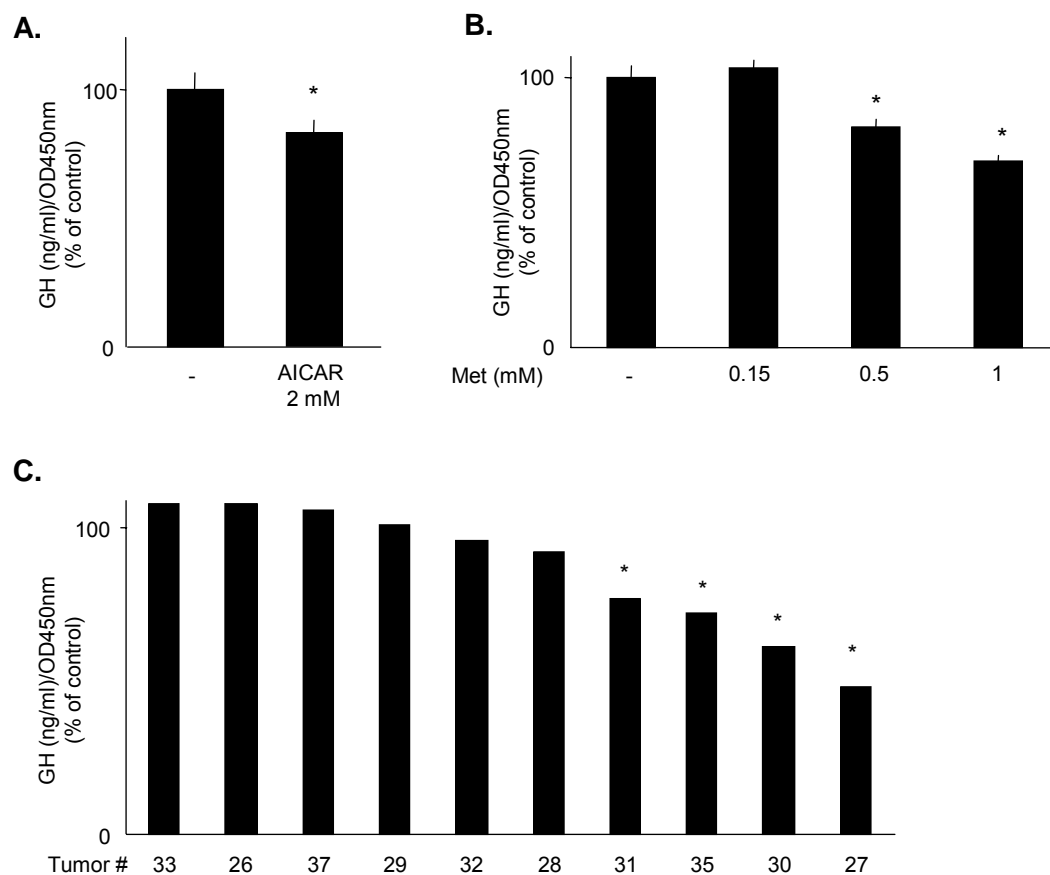 A.
GH (ng/ml)/OD450nm
(% of control)
100
*
0
-
AICAR
2 mM
B.
GH (ng/ml)/OD450nm
(% of control)
100
*
*
0
Met (mM)
-
0.15
0.5
1
C.
GH (ng/ml)/OD450nm
(% of control)
100
*
*
*
*
0
Tumor # 33 26 37 29 32 28 31 35 30 27